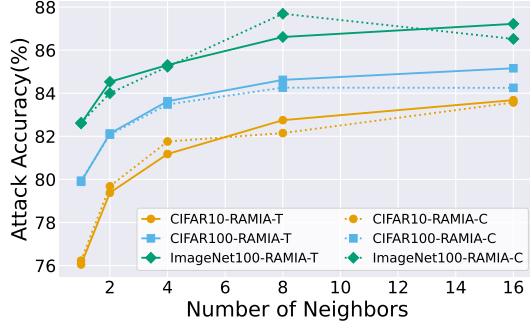 88
86
84
82
80
78
76
Attack Accuracy(%)
CIFAR10-RAMIA-T
CIFAR10-RAMIA-C
CIFAR100-RAMIA-T
CIFAR100-RAMIA-C
ImageNet100-RAMIA-T
ImageNet100-RAMIA-C
2 4 6 8 10 12 14 16
Number of Neighbors